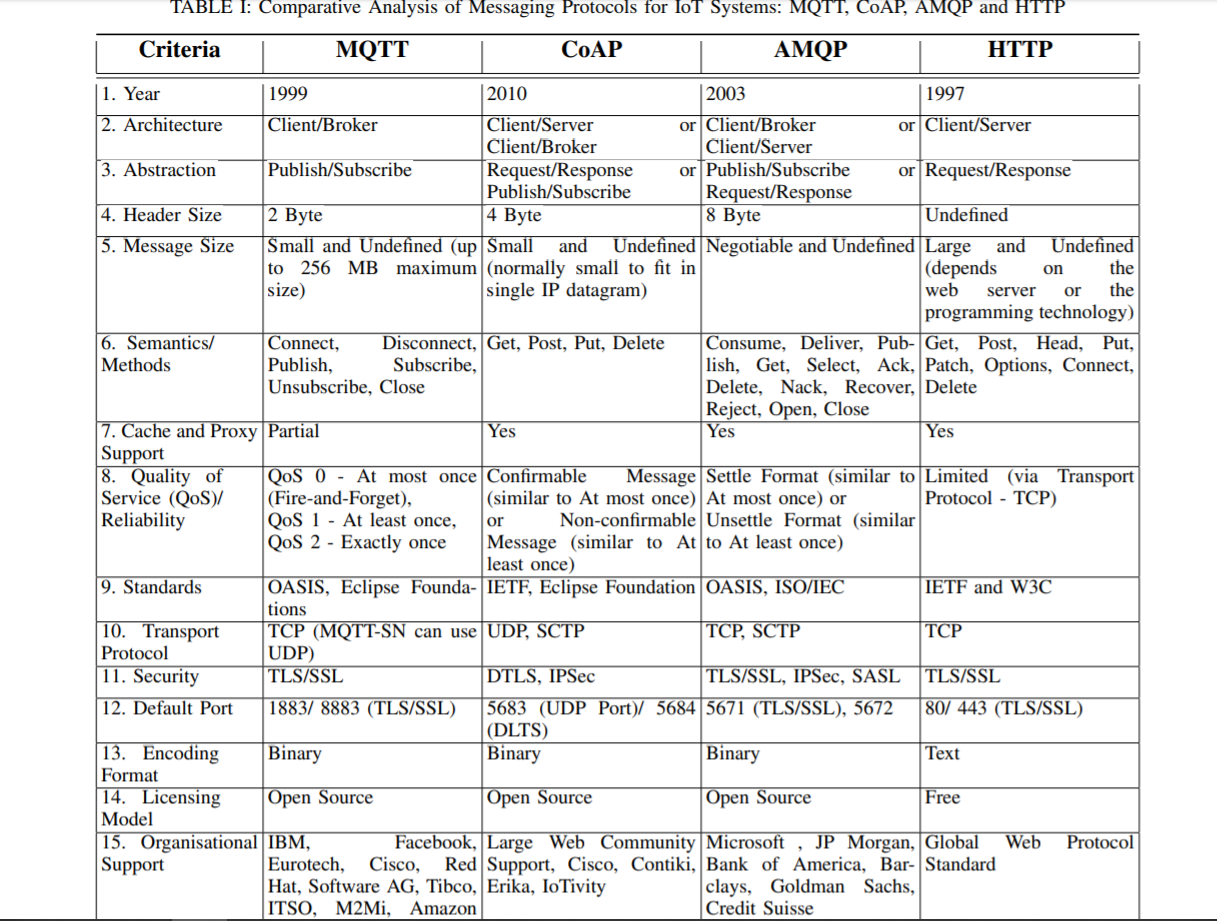 TABLE I: Comparative Analysis of Messaging Protocols for IoT Systems: MQTT, CoAP, AMQP and HTTP
Criteria MQTT CoAP AMQP HTTP
1. Year 1999 2010 2003 1997
2. Architecture Client/Broker Client/Server or Client/Broker or Client/Server
Client/Broker Client/Server
3. Abstraction Publish/Subscribe Request/Response or Publish/Subscribe or Request/Response
Publish/Subscribe Request/Response
4. Header Size 2 Byte 4 Byte 8 Byte Undefined
5. Message Size Small and Undefined (up Small and Undefined Negotiable and Undefined Large and Undefined
to 256 MB maximum (normally small to fit in (depends on the
size) single IP datagram) web server or the
programming technology)
6. Semantics/ Connect, Disconnect, Get, Post, Put, Delete Consume, Deliver, Pub- Get, Post, Head, Put,
Methods Publish, Subscribe, lish, Get, Select, Ack, Patch, Options, Connect,
Unsubscribe, Close Delete, Nack, Recover, Delete
Reject, Open, Close
7. Cache and Proxy Partial Yes Yes Yes
Support
8. Quality of QoS 0 - At most once Confirmable Message Settle Format (similar to Limited (via Transport
Service (QoS)/ (Fire-and-Forget), (similar to At most once) At most once) or Protocol - TCP)
Reliability QoS 1 - At least once, or Non-confirmable Unsettle Format (similar
QoS 2 - Exactly once Message (similar to At to At least once)
least once)
9. Standards OASIS, Eclipse Founda- IETF, Eclipse Foundation OASIS, ISO/IEC IETF and W3C
tions
10. Transport TCP (MQTT-SN can use UDP, SCTP TCP, SCTP TCP
Protocol UDP)
11. Security TLS/SSL DTLS, IPSec TLS/SSL, IPSec, SASL TLS/SSL
12. Default Port 1883/ 8883 (TLS/SSL) 5683 (UDP Port)/ 5684 5671 (TLS/SSL), 5672 80/ 443 (TLS/SSL)
(DLTS)
13. Encoding Binary Binary Binary Text
Format
14. Licensing Open Source Open Source Open Source Free
Model
15. Organisational IBM, Facebook, Large Web Community Microsoft , JP Morgan, Global Web Protocol
Support Eurotech, Cisco, Red Support, Cisco, Contiki, Bank of America, Bar- Standard
Hat, Software AG, Tibco, Erika, IoTivity clays, Goldman Sachs,
ITSO, M2Mi, Amazon Credit Suisse